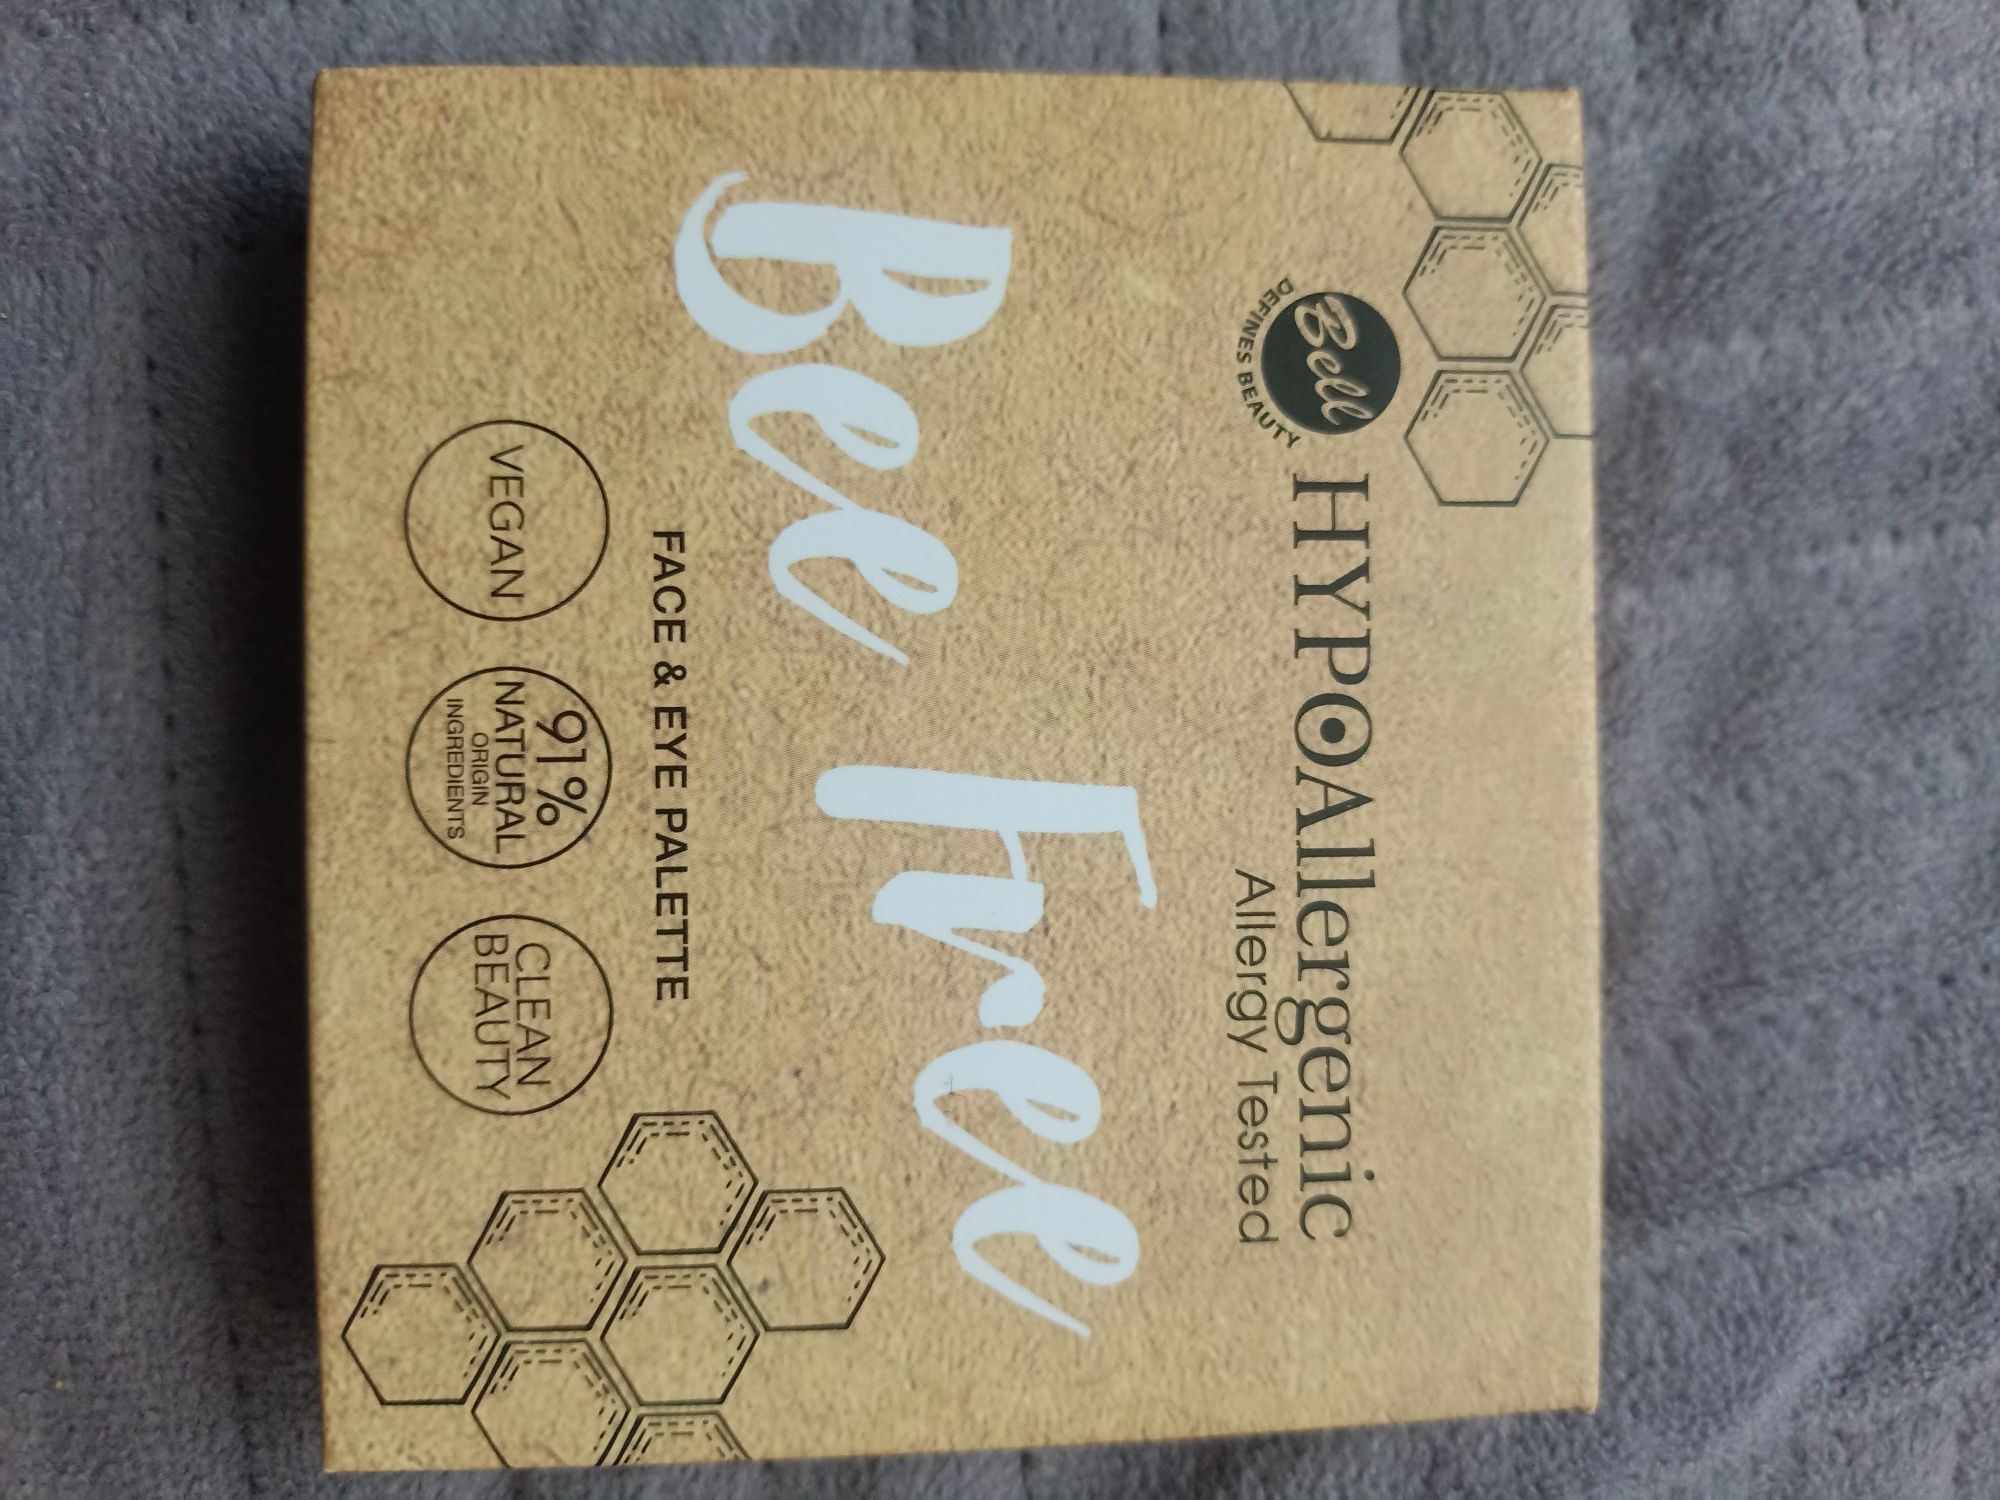 Bell
DEFINES BEAUTY
HYPOAllergenic
Allergy Tested
Bee Free
FACE & EYE PALETTE
VEGAN
91%
NATURAL
ORIGIN
INGREDIENTS
CLEAN
BEAUTY